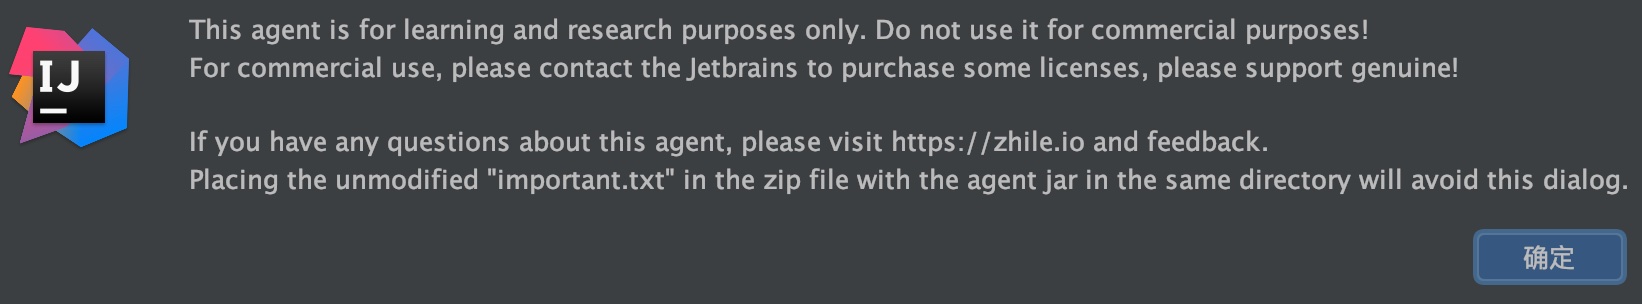 IJ
This agent is for learning and research purposes only. Do not use it for commercial purposes!
For commercial use, please contact the Jetbrains to purchase some licenses, please support genuine!
If you have any questions about this agent, please visit https://zhile.io and feedback.
Placing the unmodified "important.txt" in the zip file with the agent jar in the same directory will avoid this dialog.
确定